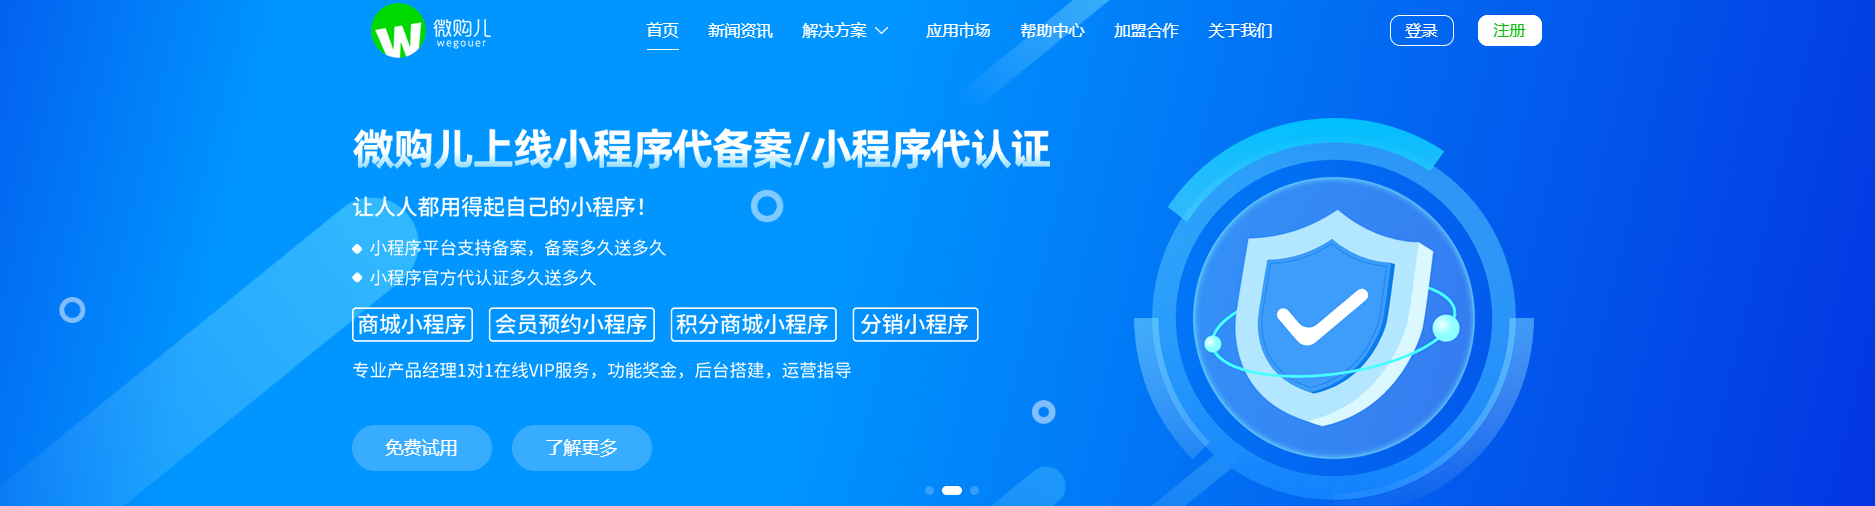 微购儿
wegouer
首页 新闻资讯 解决方案 应用市场 帮助中心 加盟合作 关于我们 登录 注册
微购儿上线小程序代备案/小程序代认证
让人人都用得起自己的小程序！
小程序平台支持备案，备案多久送多久
小程序官方代认证多久送多久
商城小程序 会员预约小程序 积分商城小程序 分销小程序
专业产品经理1对1在线VIP服务，功能奖金，后台搭建，运营指导
免费试用 了解更多